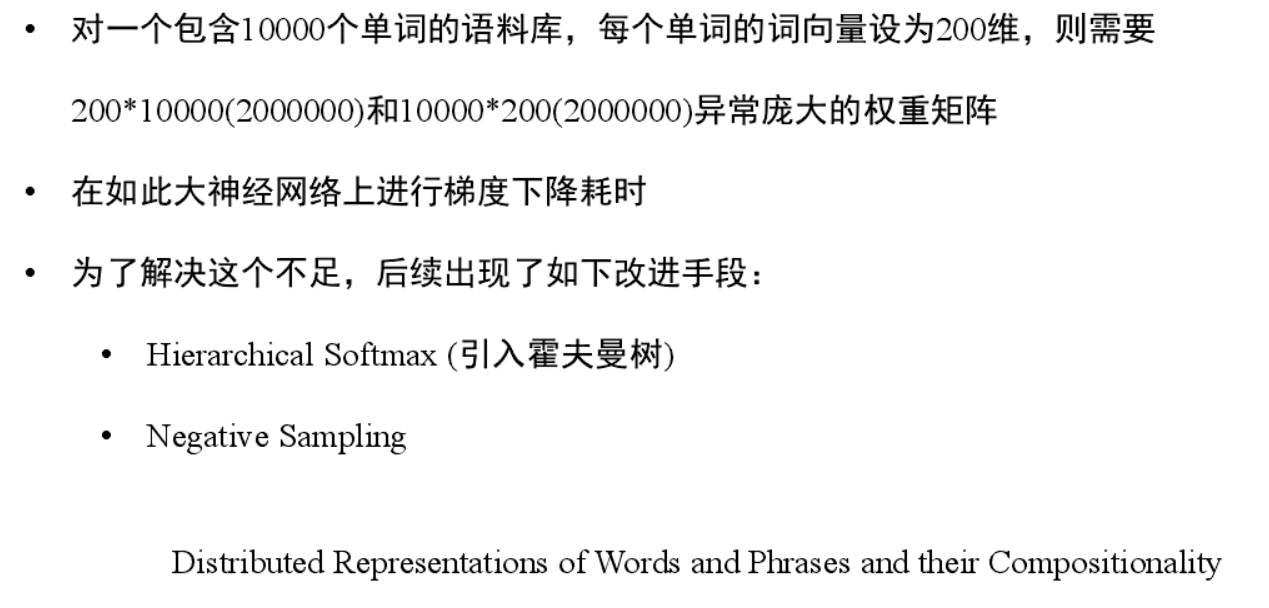 • 对一个包含10000个单词的语料库，每个单词的词向量设为200维，则需要
200*10000(2000000)和10000*200(2000000)异常庞大的权重矩阵
• 在如此大神经网络上进行梯度下降耗时
• 为了解决这个不足，后续出现了如下改进手段：
• Hierarchical Softmax (引入霍夫曼树)
• Negative Sampling
Distributed Representations of Words and Phrases and their Compositionality